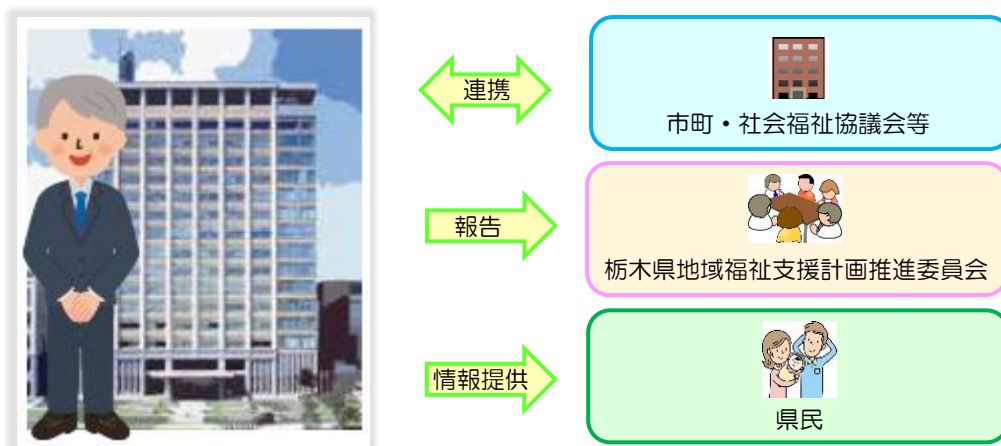 連携
市町・社会福祉協議会等
報告
栃木県地域福祉支援計画推進委員会
情報提供
県民